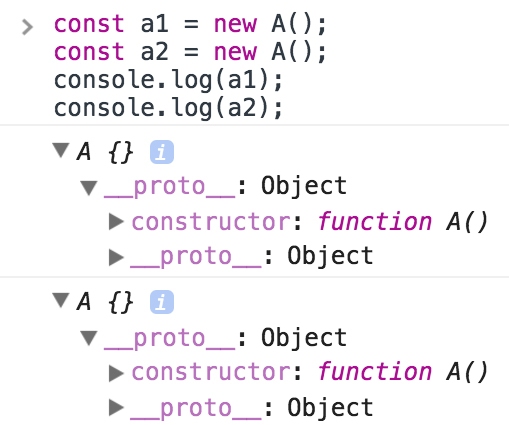 const a1 = new A();
const a2 = new A();
console.log(a1);
console.log(a2);
A {} i
__proto__: Object
constructor: function A()
__proto__: Object
A {} i
__proto__: Object
constructor: function A()
__proto__: Object